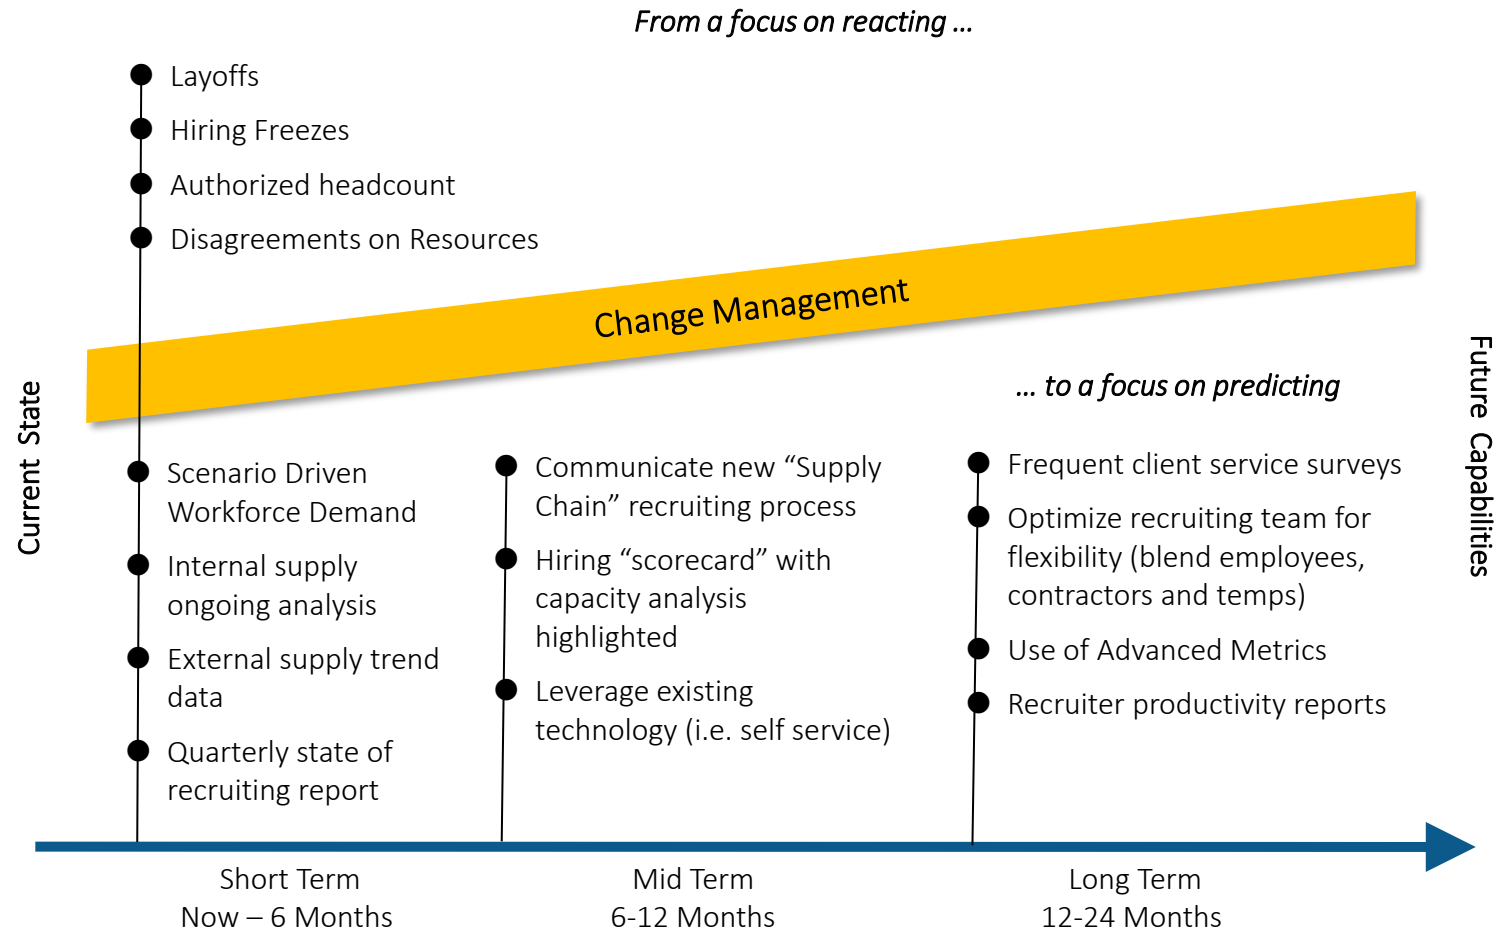 From a focus on reacting ...
Layoffs
Hiring Freezes
Authorized headcount
Disagreements on Resources
Change Management
Current State
Future Capabilities
... to a focus on predicting
Scenario Driven
Workforce Demand
Internal supply
ongoing analysis
External supply trend
data
Quarterly state of
recruiting report
Communicate new “Supply
Chain” recruiting process
Hiring “scorecard” with
capacity analysis
highlighted
Leverage existing
technology (i.e. self service)
Frequent client service surveys
Optimize recruiting team for
flexibility (blend employees,
contractors and temps)
Use of Advanced Metrics
Recruiter productivity reports
Short Term
Now – 6 Months
Mid Term
6-12 Months
Long Term
12-24 Months